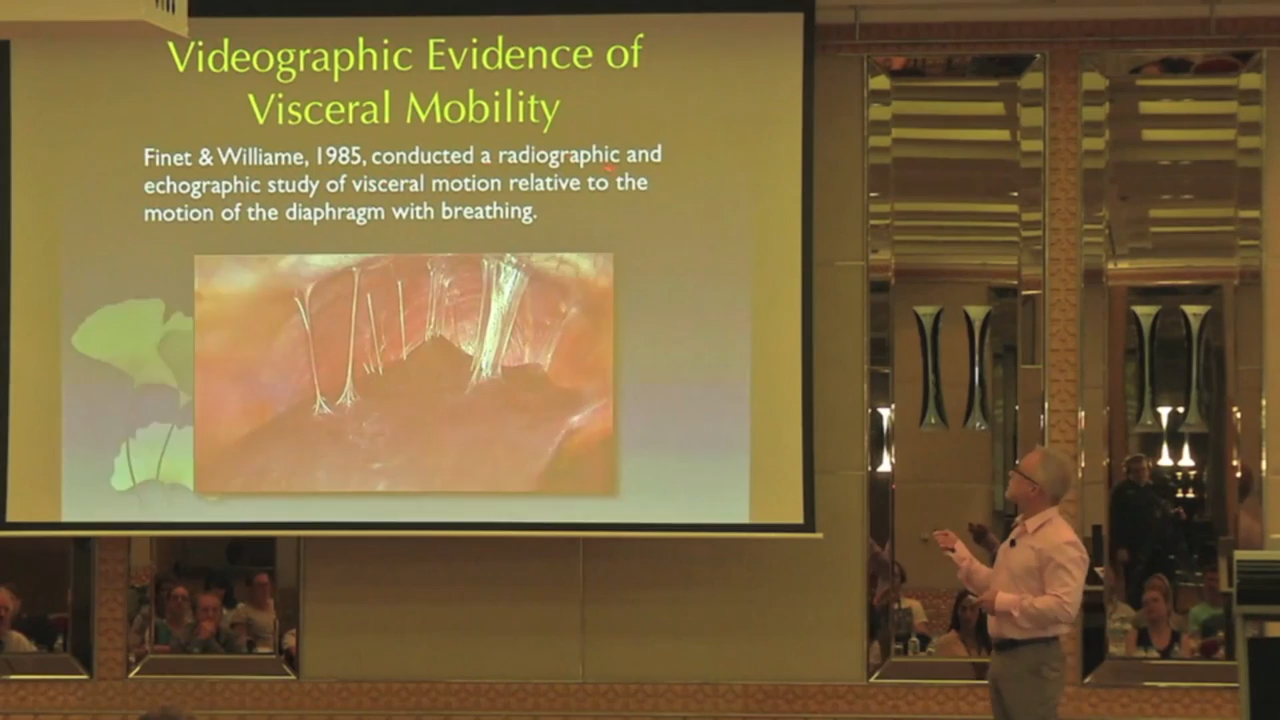 Videographic Evidence of
Visceral Mobility
Finet & Williame, 1985, conducted a radiographic and
echographic study of visceral motion relative to the
motion of the diaphragm with breathing.